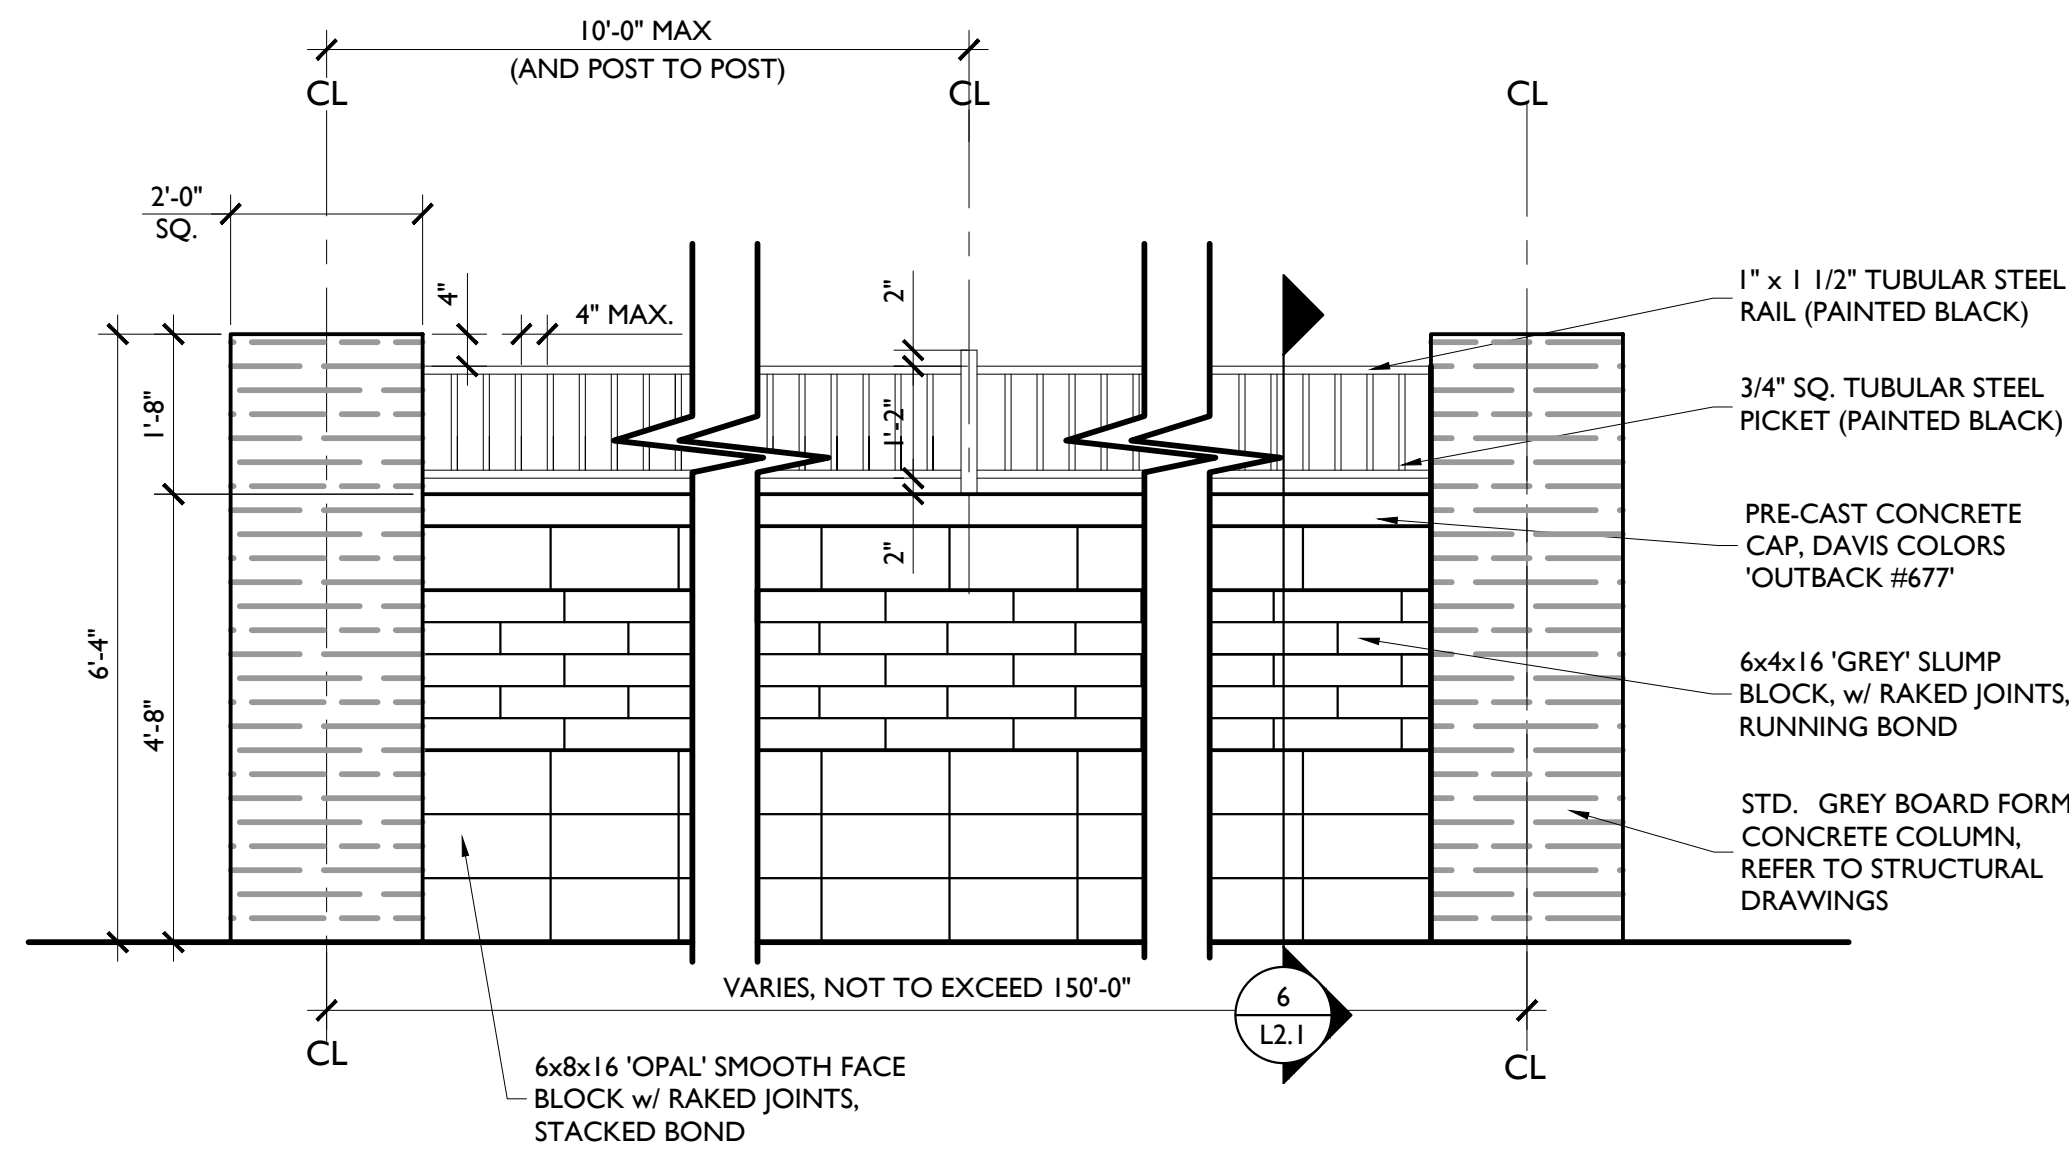 10'-0" MAX
(AND POST TO POST)
CL
CL
CL
2'-0"
SQ.
4"
4" MAX.
2"
1'-2"
2"
1'-8"
6'-4"
4'-8"
1" x 1 1/2" TUBULAR STEEL
RAIL (PAINTED BLACK)
3/4" SQ. TUBULAR STEEL
PICKET (PAINTED BLACK)
PRE-CAST CONCRETE
CAP, DAVIS COLORS
'OUTBACK #677'
6x4x16 'GREY' SLUMP
BLOCK, w/ RAKED JOINTS,
RUNNING BOND
STD. GREY BOARD FORM
CONCRETE COLUMN,
REFER TO STRUCTURAL
DRAWINGS
VARIES, NOT TO EXCEED 150'-0"
6
L2.1
CL
CL
6x8x16 'OPAL' SMOOTH FACE
BLOCK w/ RAKED JOINTS,
STACKED BOND